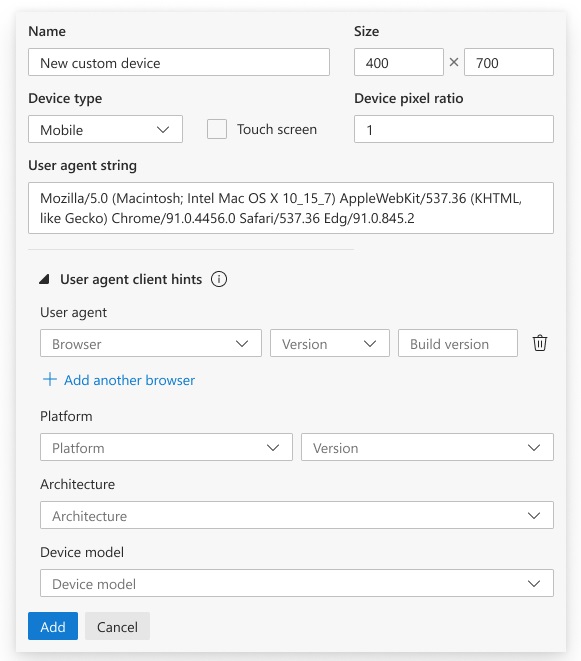 Name
Size
New custom device
400 × 700
Device type
Device pixel ratio
Mobile
Touch screen
1
User agent string
Mozilla/5.0 (Macintosh; Intel Mac OS X 10_15_7) AppleWebKit/537.36 (KHTML,
like Gecko) Chrome/91.0.4456.0 Safari/537.36 Edg/91.0.845.2
User agent client hints
User agent
Browser
Version
Build version
Add another browser
Platform
Platform
Version
Architecture
Architecture
Device model
Device model
Add
Cancel